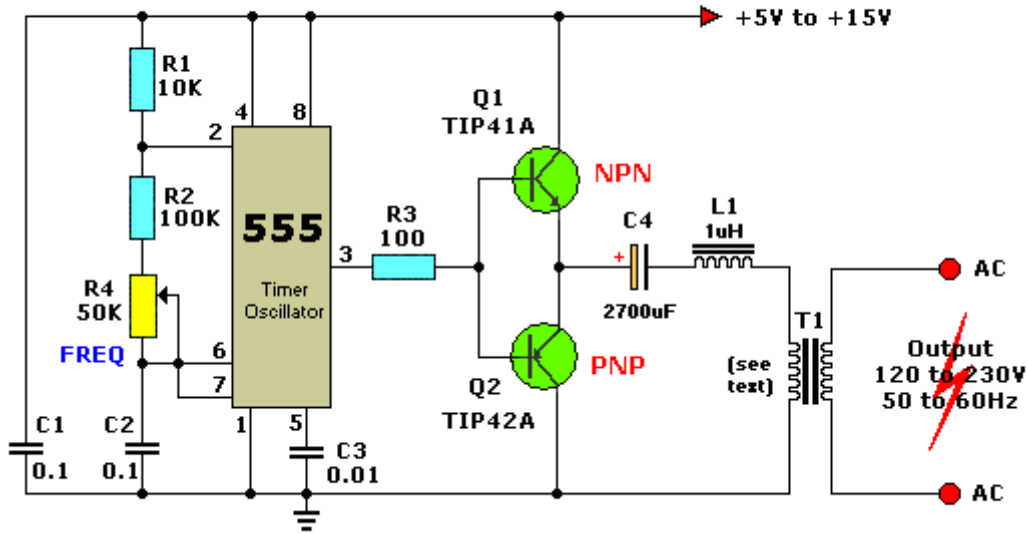 +5V to +15V
R1
10K
4
8
Q1
TIP41A
2
NPN
R2
100K
555
Timer
Oscillator
3
R3
100
C4
+
2700uF
L1
1uH
AC
R4
50K
FREQ
T1
(see
text)
Output
120 to 230V
50 to 60Hz
6
7
PNP
Q2
TIP42A
1
5
C1
0.1
C2
0.1
C3
0.01
AC